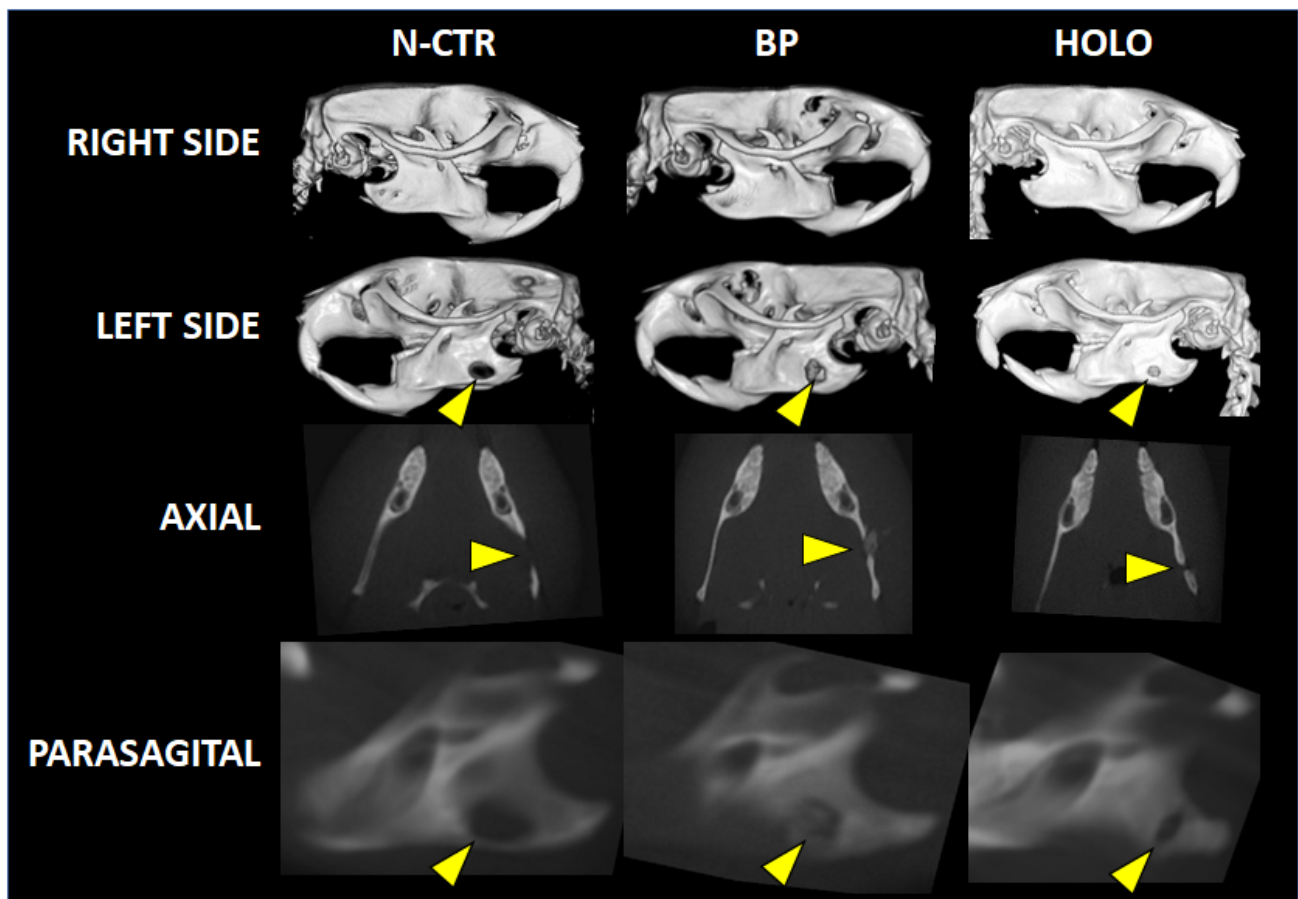 N-CTR BP HOLO
RIGHT SIDE
LEFT SIDE
AXIAL
PARASAGITAL